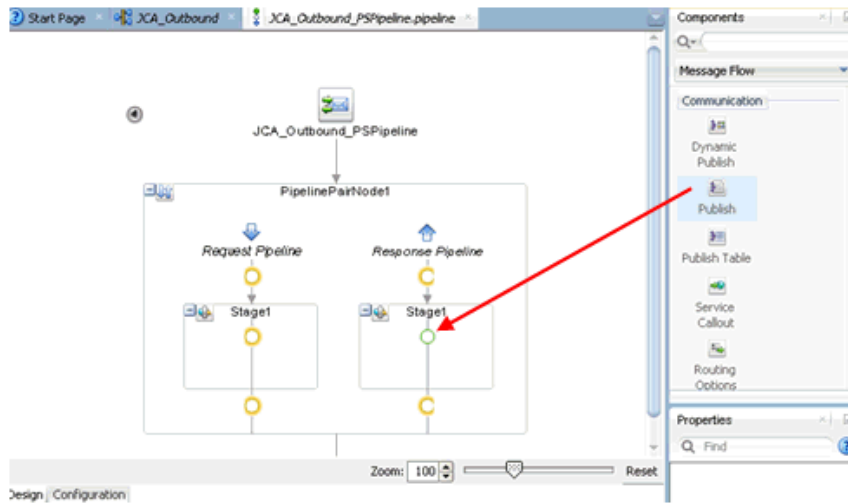 Start Page
JCA_Outbound
JCA_Outbound_PSPipeline.pipeline
Components
Message Flow
Communication
Dynamic
Publish
Publish
Publish Table
Service
Callout
Routing
Options
JCA_Outbound_PSPipeline
PipelinePairNode1
Request Pipeline
Response Pipeline
Stage1
Stage1
Properties
Find
Zoom: 100
Reset
Design
Configuration